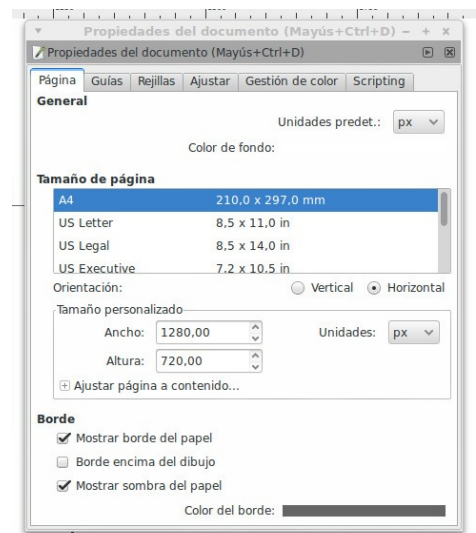 Propiedades del documento (Mayús+Ctrl+D)
Propiedades del documento (Mayús+Ctrl+D)
Página Guías Rejillas Ajustar Gestión de color Scripting
General
Unidades predet.: px
Color de fondo:
Tamaño de página
A4 210,0 x 297,0 mm
US Letter 8,5 x 11,0 in
US Legal 8,5 x 14,0 in
US Executive 7,2 x 10,5 in
Orientación: Vertical Horizontal
Tamaño personalizado
Ancho: 1280,00 Unidades: px
Altura: 720,00
Ajustar página a contenido...
Borde
Mostrar borde del papel
Borde encima del dibujo
Mostrar sombra del papel
Color del borde: